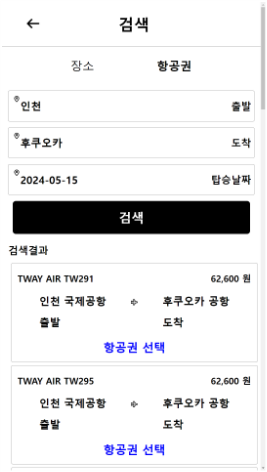 검색
장소 항공권
인천 출발
후쿠오카 도착
2024-05-15 탑승날짜
검색
검색결과
TWAY AIR TW291 62,600 원
인천 국제공항 ➩ 후쿠오카 공항
출발 도착
항공권 선택
TWAY AIR TW295 62,600 원
인천 국제공항 ➩ 후쿠오카 공항
출발 도착
항공권 선택